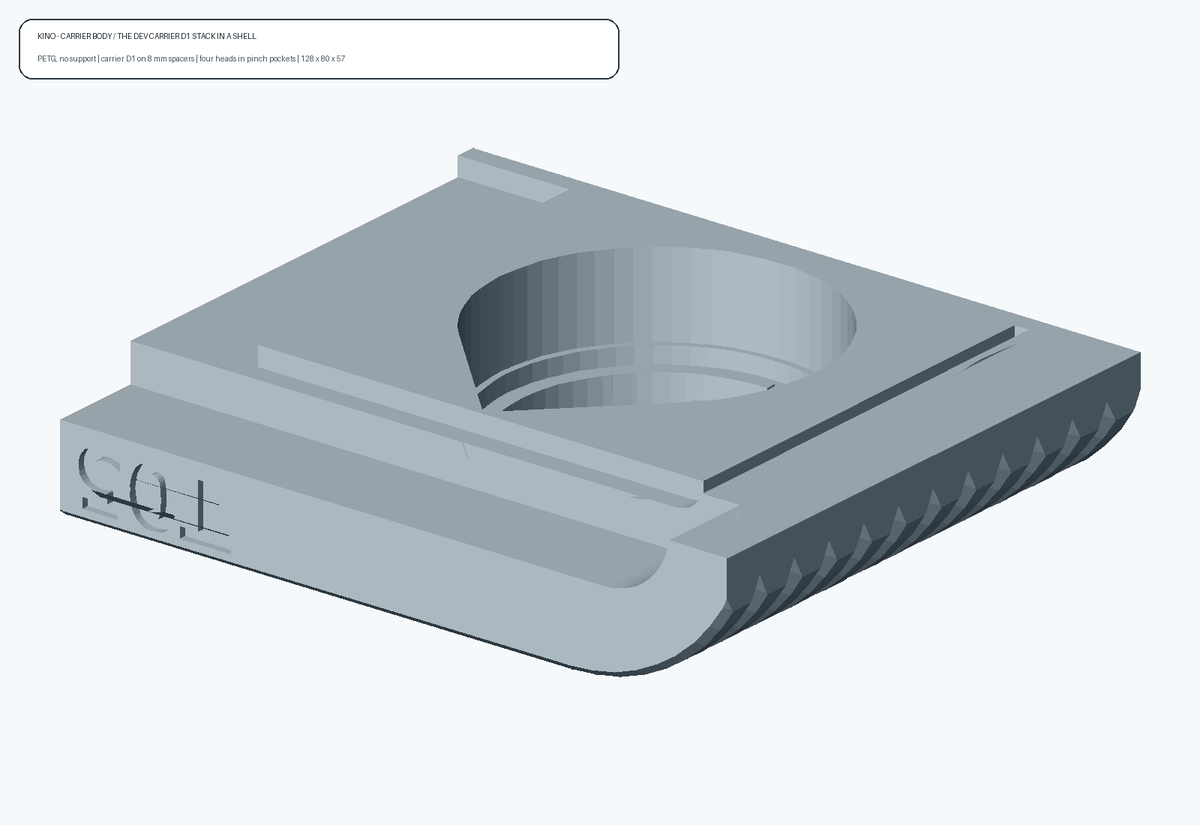 KINO - CARRIER BODY / THE DEV CARRIER D1 STACK IN A SHELL
PETG, no support | carrier D1 on 8 mm spacers | four heads in pinch pockets | 128 x 80 x 57